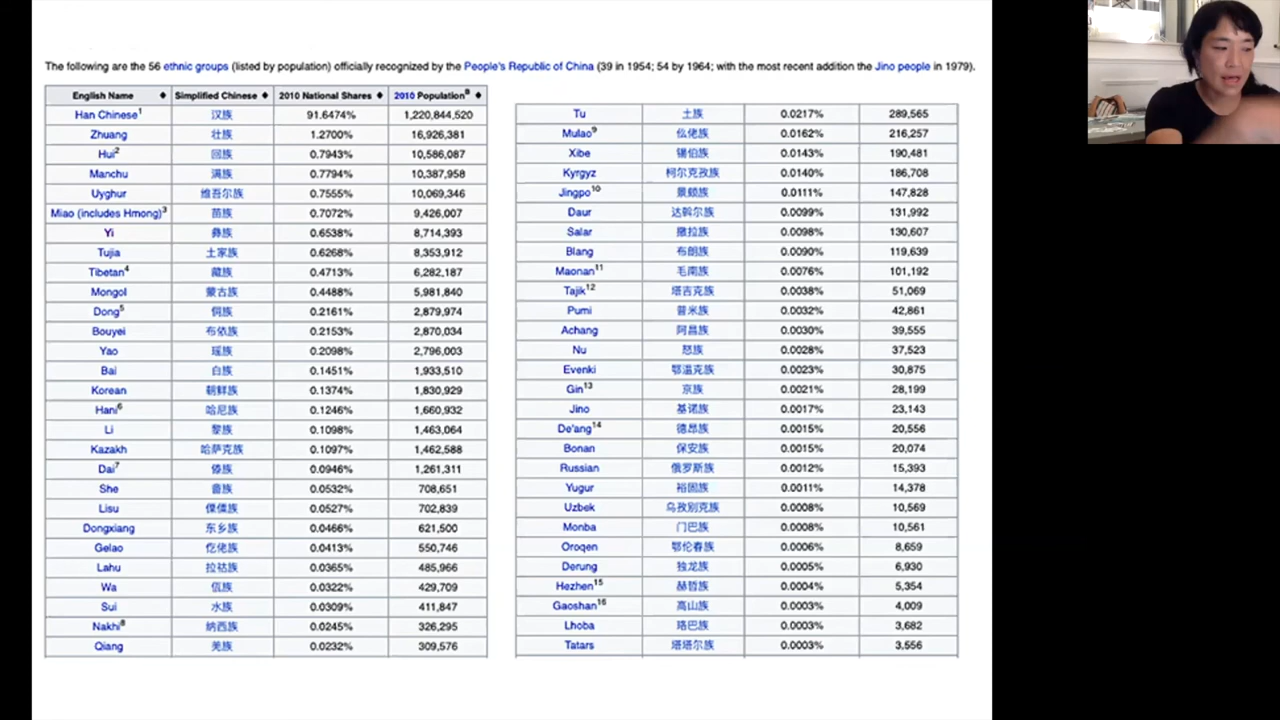 The following are the 56 ethnic groups (listed by population) officially recognized by the People's Republic of China (39 in 1954; 54 by 1964; with the most recent addition the Jino people in 1979).
English Name Simplified Chinese 2010 National Shares 2010 Population8
Han Chinese1 汉族 91.6474% 1,220,844,520
Zhuang 壮族 1.2700% 16,926,381
Hui2 回族 0.7943% 10,586,087
Manchu 满族 0.7794% 10,387,958
Uyghur 维吾尔族 0.7555% 10,069,346
Miao (includes Hmong)3 苗族 0.7072% 9,426,007
Yi 彝族 0.6538% 8,714,393
Tujia 土家族 0.6268% 8,353,912
Tibetan4 藏族 0.4713% 6,282,187
Mongol 蒙古族 0.4488% 5,981,840
Dong5 侗族 0.2161% 2,879,974
Bouyei 布依族 0.2153% 2,870,034
Yao 瑶族 0.2098% 2,796,003
Bai 白族 0.1451% 1,933,510
Korean 朝鲜族 0.1374% 1,830,929
Hani6 哈尼族 0.1246% 1,660,932
Li 黎族 0.1098% 1,463,064
Kazakh 哈萨克族 0.1097% 1,462,588
Dai7 傣族 0.0946% 1,261,311
She 畲族 0.0532% 708,651
Lisu 傈僳族 0.0527% 702,839
Dongxiang 东乡族 0.0466% 621,500
Gelao 仡佬族 0.0413% 550,746
Lahu 拉祜族 0.0365% 485,966
Wa 佤族 0.0322% 429,709
Sui 水族 0.0309% 411,847
Nakhi8 纳西族 0.0245% 326,295
Qiang 羌族 0.0232% 309,576
Tu 土族 0.0217% 289,565
Mulao9 仫佬族 0.0162% 216,257
Xibe 锡伯族 0.0143% 190,481
Kyrgyz 柯尔克孜族 0.0140% 186,708
Jingpo10 景颇族 0.0111% 147,828
Daur 达斡尔族 0.0099% 131,992
Salar 撒拉族 0.0098% 130,607
Blang 布朗族 0.0090% 119,639
Maonan11 毛南族 0.0076% 101,192
Tajik12 塔吉克族 0.0038% 51,069
Pumi 普米族 0.0032% 42,861
Achang 阿昌族 0.0030% 39,555
Nu 怒族 0.0028% 37,523
Evenki 鄂温克族 0.0023% 30,875
Gin13 京族 0.0021% 28,199
Jino 基诺族 0.0017% 23,143
De'ang14 德昂族 0.0015% 20,556
Bonan 保安族 0.0015% 20,074
Russian 俄罗斯族 0.0012% 15,393
Yugur 裕固族 0.0011% 14,378
Uzbek 乌孜别克族 0.0008% 10,569
Monba 门巴族 0.0008% 10,561
Oroqen 鄂伦春族 0.0006% 8,659
Derung 独龙族 0.0005% 6,930
Hezhen15 赫哲族 0.0004% 5,354
Gaoshan16 高山族 0.0003% 4,009
Lhoba 珞巴族 0.0003% 3,682
Tatars 塔塔尔族 0.0003% 3,556